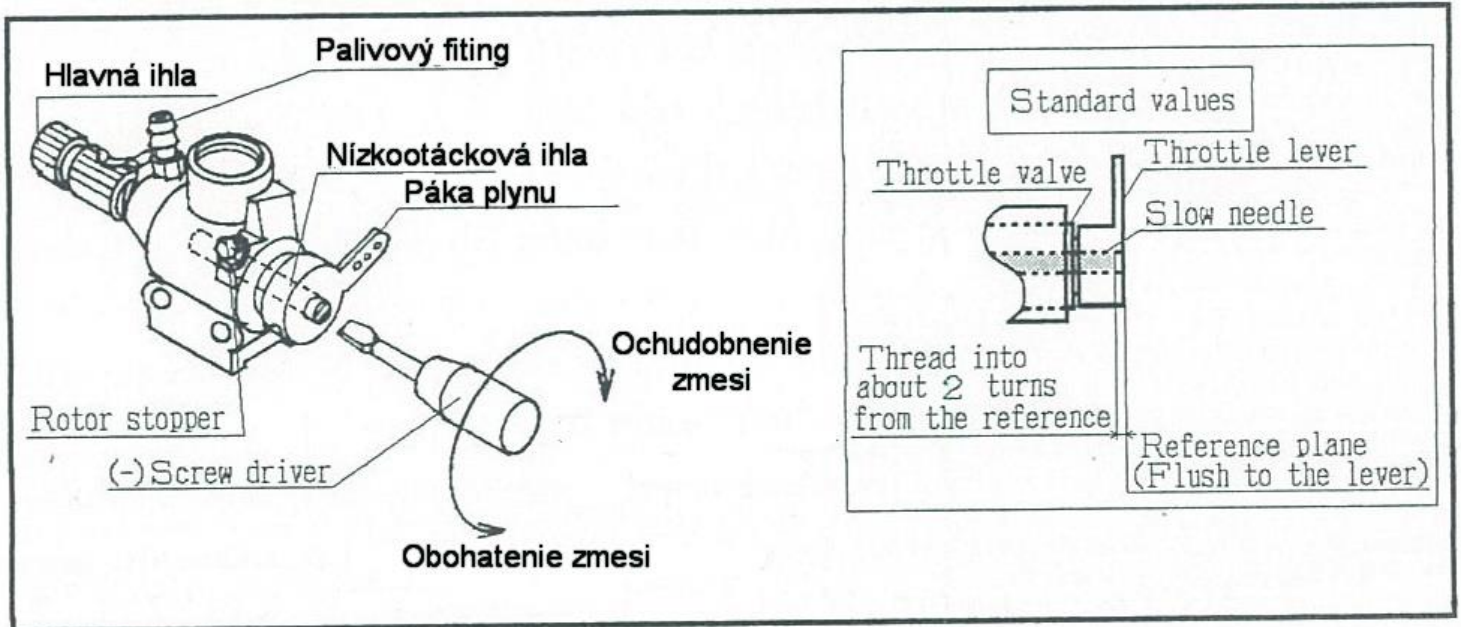 Palivový fiting
Hlavná ihla
Nízkootácková ihla
Páka plynu
Ochudobnenie
zmesi
Rotor stopper
(-) Screw driver
Obohatenie zmesi
Standard values
Throttle lever
Throttle valve
Slow needle
Thread into
about 2 turns
from the reference
Reference plane
(Flush to the lever)